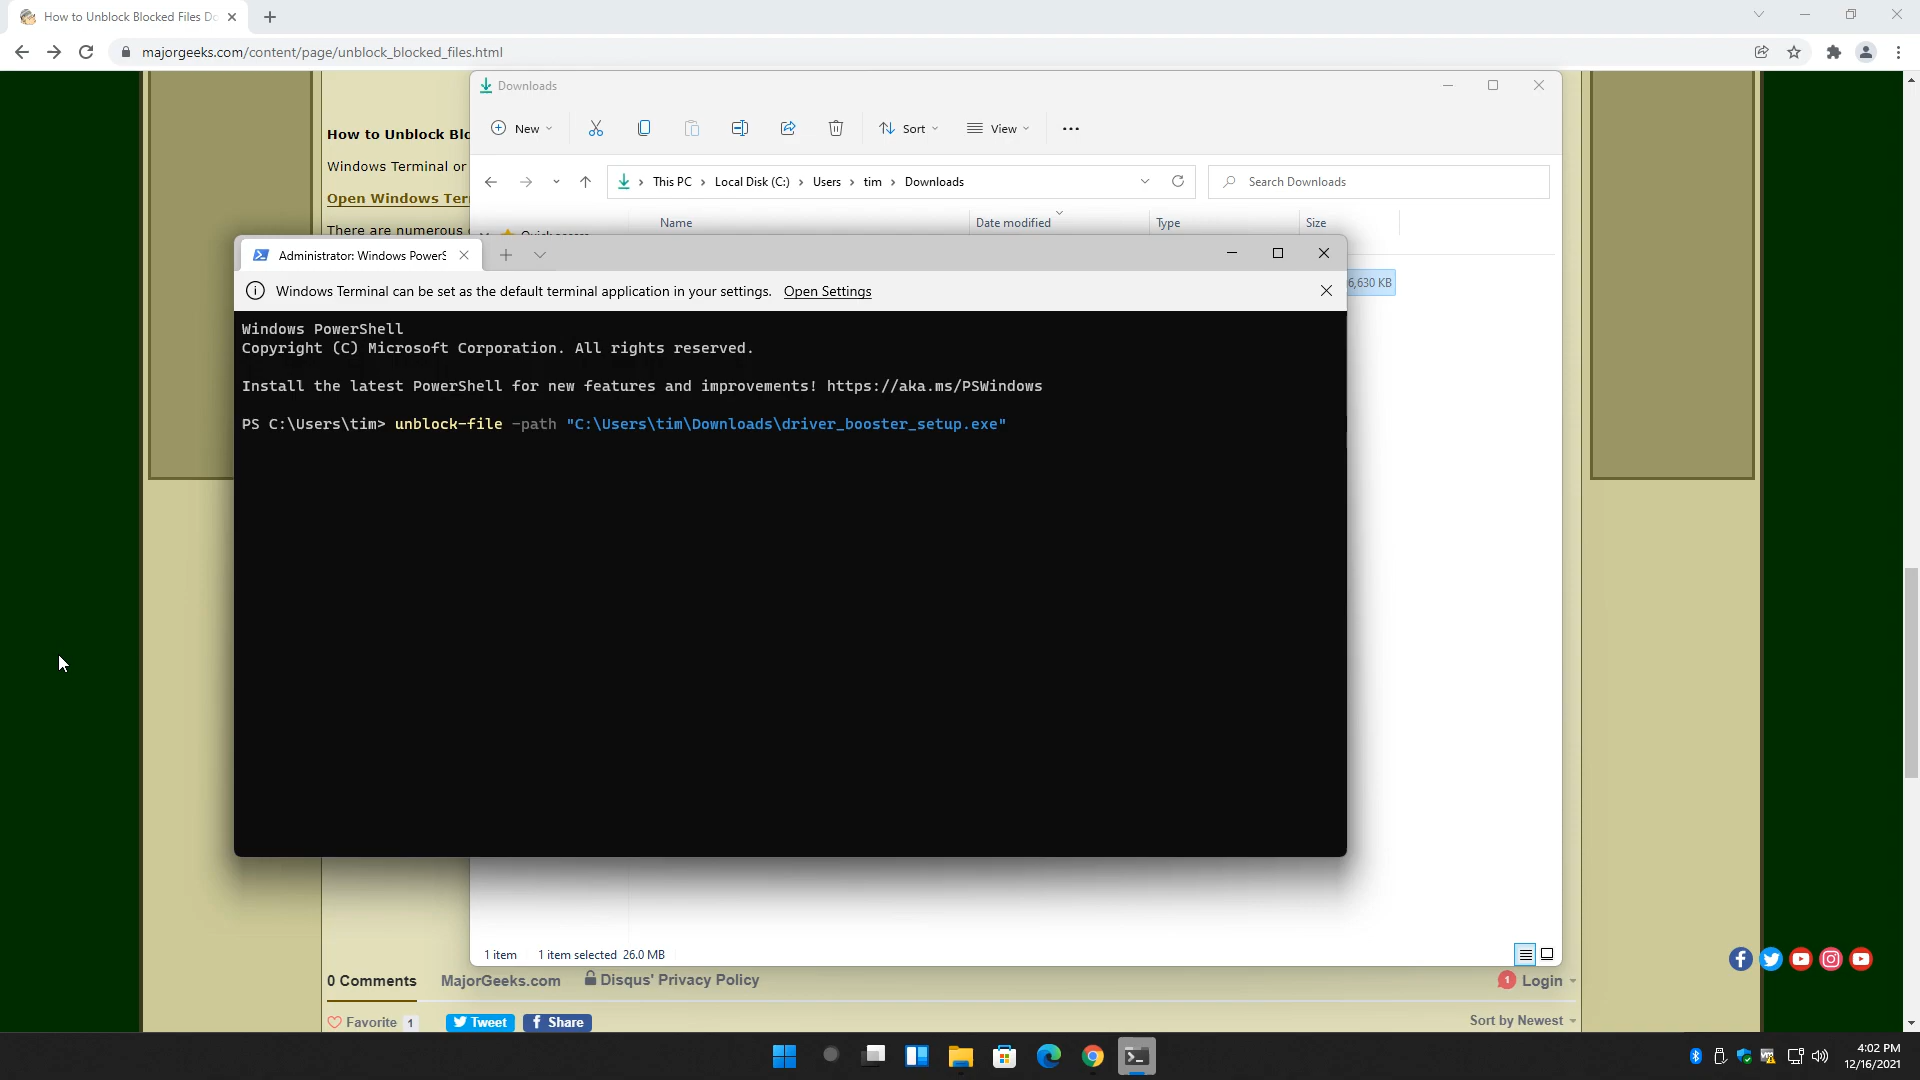 How to Unblock Blocked Files Do
majorgeeks.com/content/page/unblock_blocked_files.html
Downloads
New
Sort
View
This PC
Local Disk (C:)
Users
tim
Downloads
Search Downloads
Name
Date modified
Type
Size
How to Unblock Blo
Windows Terminal or
Open Windows Ter
There are numerous
Administrator: Windows PowerS
6,630 KB
Windows Terminal can be set as the default terminal application in your settings. Open Settings
Windows PowerShell
Copyright (C) Microsoft Corporation. All rights reserved.
Install the latest PowerShell for new features and improvements! https://aka.ms/PSWindows
PS C:\Users\tim> unblock-file -path "C:\Users\tim\Downloads\driver_booster_setup.exe"
1 item
1 item selected 26.0 MB
0 Comments
MajorGeeks.com
Disqus' Privacy Policy
1
Login
Favorite 1
Tweet
Share
Sort by Newest
4:02 PM
12/16/2021